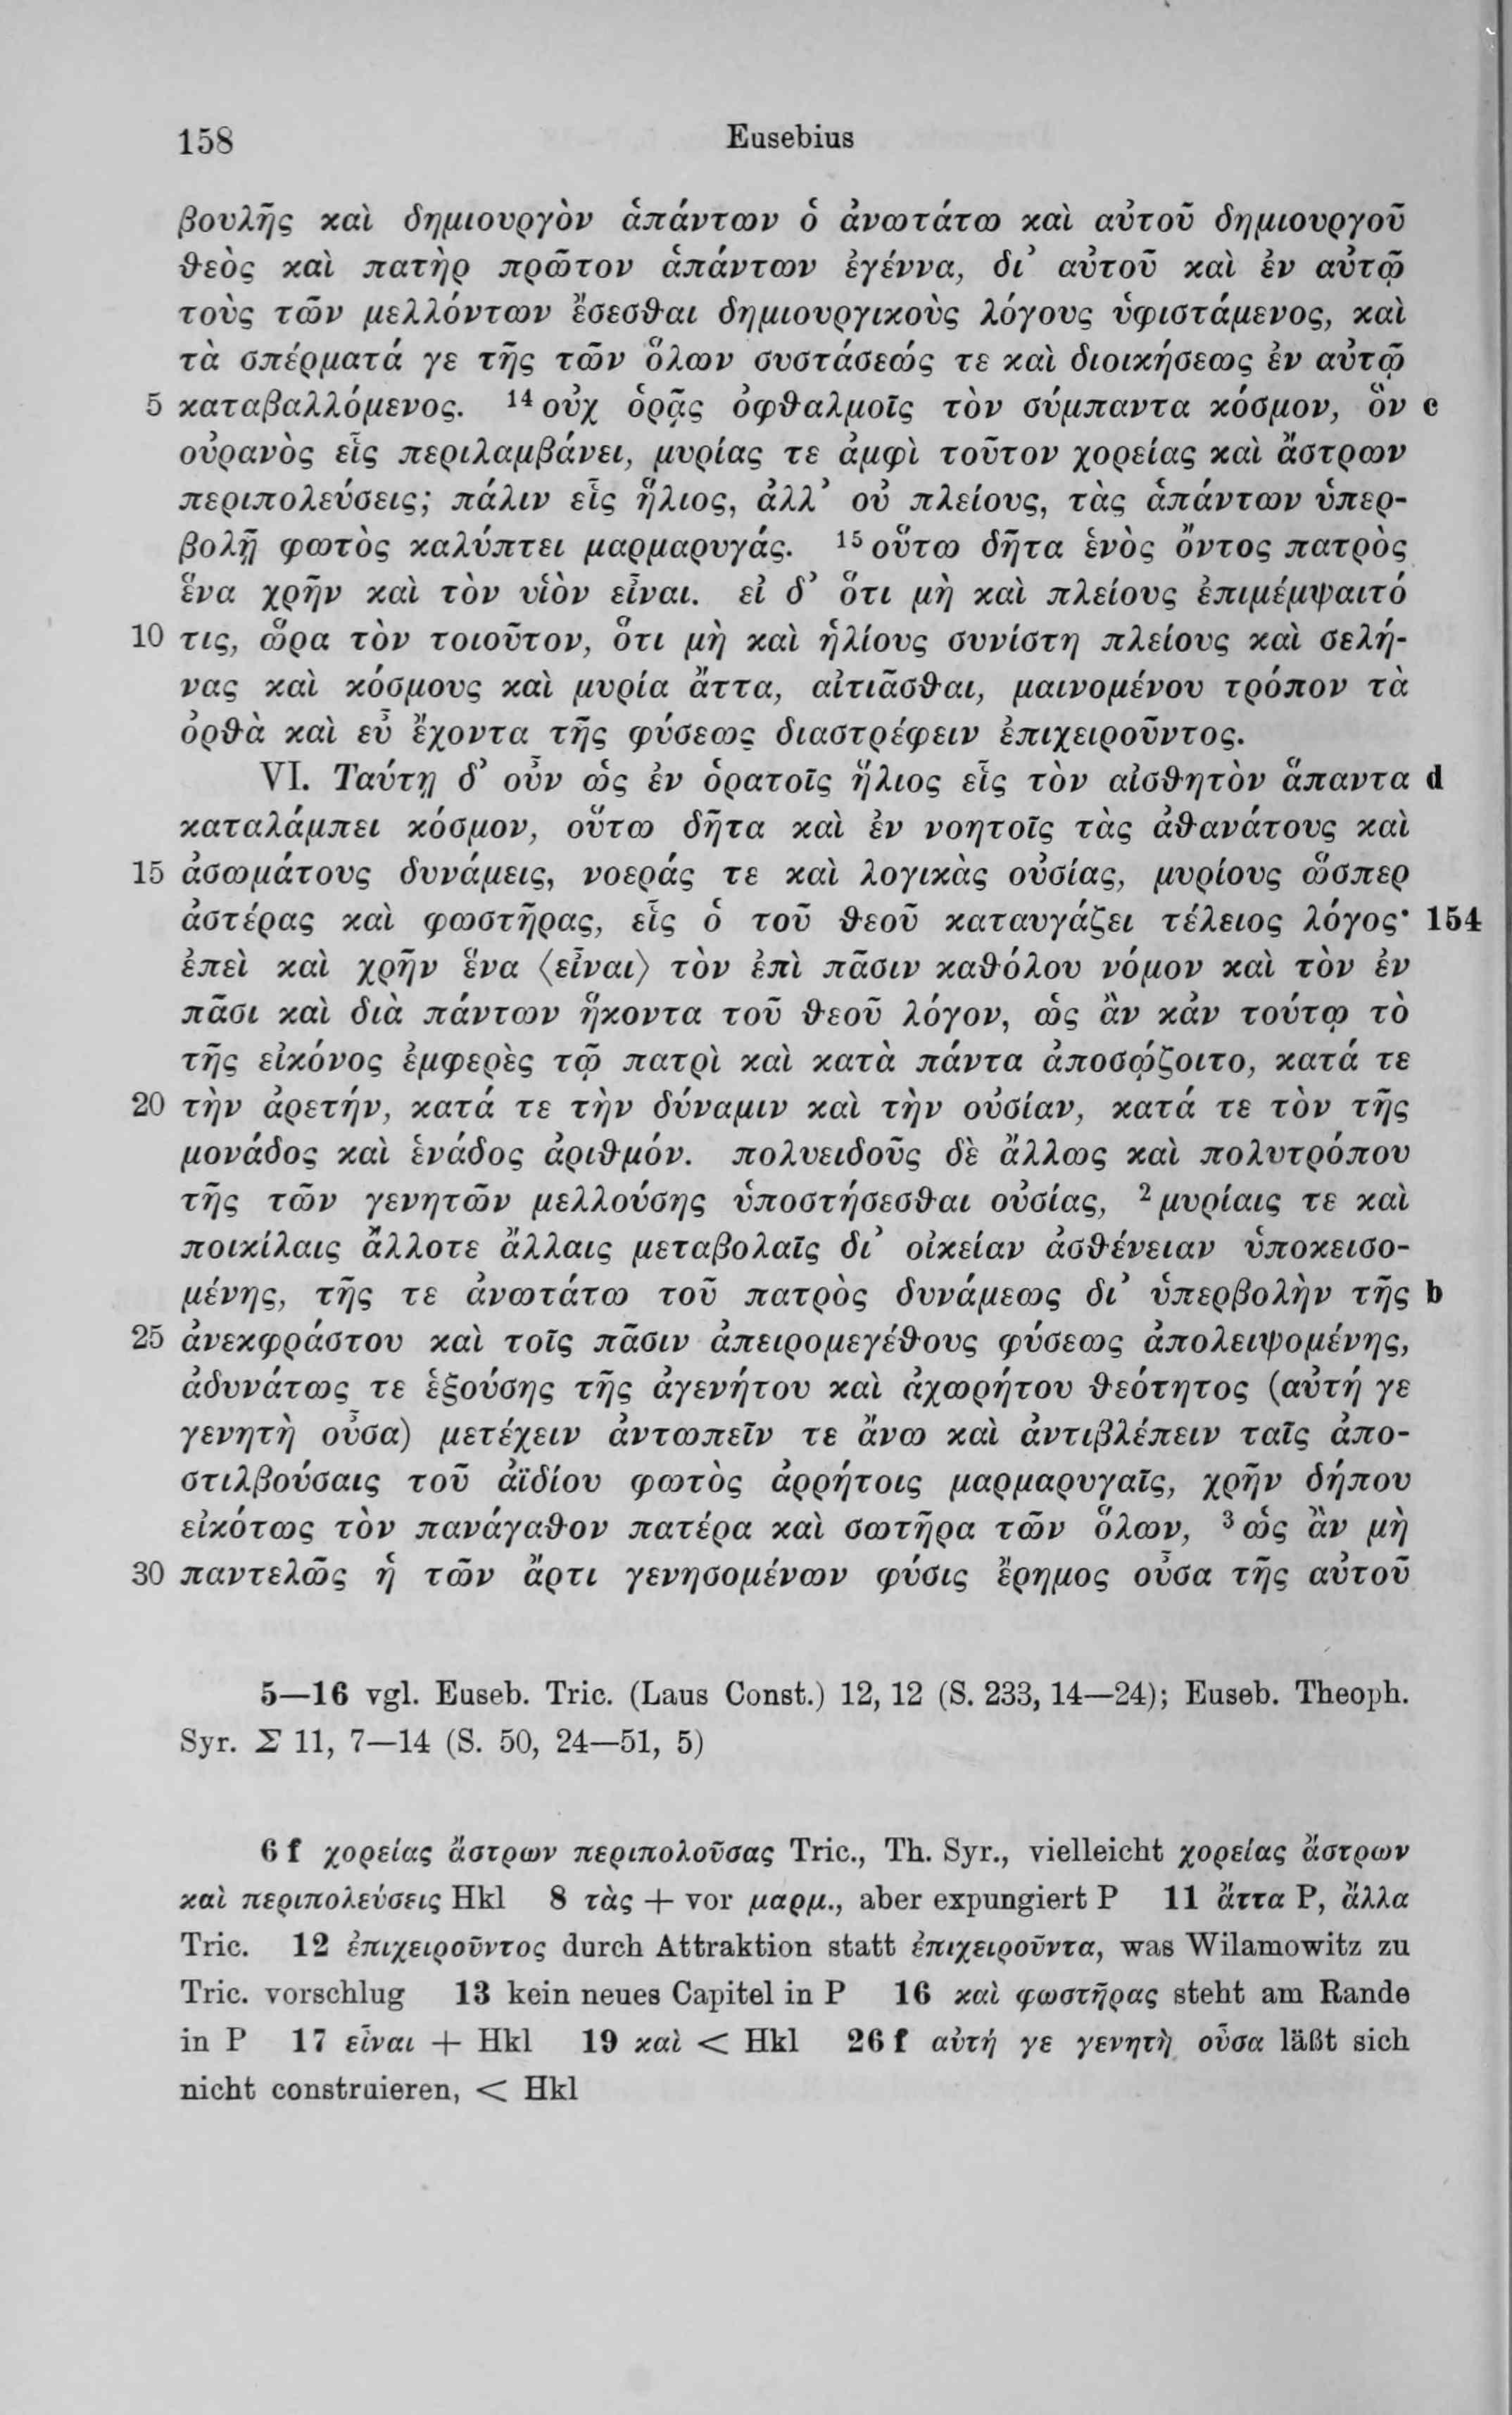 158 Eusebius
βουλῆς καὶ δημιουργὸν ἁπάντων ὁ ἀνωτάτω καὶ αὐτοῦ δημιουργοῦ
θεὸς καὶ πατὴρ πρῶτον ἁπάντων ἐγέννα, δι’ αὐτοῦ καὶ ἐν αὐτῷ
τοὺς τῶν μελλόντων ἔσεσθαι δημιουργικοὺς λόγους ὑφιστάμενος, καὶ
τὰ σπέρματά γε τῆς τῶν ὅλων συστάσεώς τε καὶ διοικήσεως ἐν αὐτῷ
5 καταβαλλόμενος. ¹⁴ οὐχ ὁρᾷς ὀφθαλμοῖς τὸν σύμπαντα κόσμον, ὃν c
οὐρανὸς εἷς περιλαμβάνει, μυρίας τε ἀμφὶ τοῦτον χορείας καὶ ἄστρων
περιπολεύσεις; πάλιν εἷς ἥλιος, ἀλλ’ οὐ πλείους, τὰς ἁπάντων ὑπερ-
βολῇ φωτὸς καλύπτει μαρμαρυγάς. ¹⁵ οὕτω δῆτα ἑνὸς ὄντος πατρὸς
ἕνα χρῆν καὶ τὸν υἱὸν εἶναι. εἰ δ’ ὅτι μὴ καὶ πλείους ἐπιμέμψαιτό
10 τις, ὥρα τὸν τοιοῦτον, ὅτι μὴ καὶ ἡλίους συνίστη πλείους καὶ σελή-
νας καὶ κόσμους καὶ μυρία ἄττα, αἰτιᾶσθαι, μαινομένου τρόπον τὰ
ὀρθὰ καὶ εὖ ἔχοντα τῆς φύσεως διαστρέφειν ἐπιχειροῦντος.
VI. Ταύτῃ δ’ οὖν ὡς ἐν ὁρατοῖς ἥλιος εἷς τὸν αἰσθητὸν ἅπαντα d
καταλάμπει κόσμον, οὕτω δῆτα καὶ ἐν νοητοῖς τὰς ἀθανάτους καὶ
15 ἀσωμάτους δυνάμεις, νοεράς τε καὶ λογικὰς οὐσίας, μυρίους ὥσπερ
ἀστέρας καὶ φωστῆρας, εἷς ὁ τοῦ θεοῦ καταυγάζει τέλειος λόγος· 154
ἐπεὶ καὶ χρῆν ἕνα ⟨εἶναι⟩ τὸν ἐπὶ πᾶσιν καθόλου νόμον καὶ τὸν ἐν
πᾶσι καὶ διὰ πάντων ἥκοντα τοῦ θεοῦ λόγον, ὡς ἂν κἀν τούτῳ τὸ
τῆς εἰκόνος ἐμφερὲς τῷ πατρὶ καὶ κατὰ πάντα ἀποσῴζοιτο, κατά τε
20 τὴν ἀρετήν, κατά τε τὴν δύναμιν καὶ τὴν οὐσίαν, κατά τε τὸν τῆς
μονάδος καὶ ἑνάδος ἀριθμόν. πολυειδοῦς δὲ ἄλλως καὶ πολυτρόπου
τῆς τῶν γενητῶν μελλούσης ὑποστήσεσθαι οὐσίας, ² μυρίαις τε καὶ
ποικίλαις ἄλλοτε ἄλλαις μεταβολαῖς δι’ οἰκείαν ἀσθένειαν ὑποκεισο-
μένης, τῆς τε ἀνωτάτω τοῦ πατρὸς δυνάμεως δι’ ὑπερβολὴν τῆς b
25 ἀνεκφράστου καὶ τοῖς πᾶσιν ἀπειρομεγέθους φύσεως ἀπολειψομένης,
ἀδυνάτως τε ἑξούσης τῆς ἀγενήτου καὶ ἀχωρήτου θεότητος (αὐτή γε
γενητὴ οὖσα) μετέχειν ἀντωπεῖν τε ἄνω καὶ ἀντιβλέπειν ταῖς ἀπο-
στιλβούσαις τοῦ ἀϊδίου φωτὸς ἀρρήτοις μαρμαρυγαῖς, χρῆν δήπου
εἰκότως τὸν πανάγαθον πατέρα καὶ σωτῆρα τῶν ὅλων, ³ ὡς ἂν μὴ
30 παντελῶς ἡ τῶν ἄρτι γενησομένων φύσις ἔρημος οὖσα τῆς αὐτοῦ
5—16 vgl. Euseb. Tric. (Laus Const.) 12, 12 (S. 233, 14—24); Euseb. Theoph.
Syr. Σ 11, 7—14 (S. 50, 24—51, 5)
6 f χορείας ἄστρων περιπολοῦσας Tric., Th. Syr., vielleicht χορείας ἄστρων
καὶ περιπολεύσεις Hkl 8 τὰς + vor μαρμ., aber expungiert P 11 ἄττα P, ἄλλα
Tric. 12 ἐπιχειροῦντος durch Attraktion statt ἐπιχειροῦντα, was Wilamowitz zu
Tric. vorschlug 13 kein neues Capitel in P 16 καὶ φωστῆρας steht am Rande
in P 17 εἶναι + Hkl 19 καὶ < Hkl 26 f αὐτή γε γενητὴ οὖσα läßt sich
nicht construieren, < Hkl